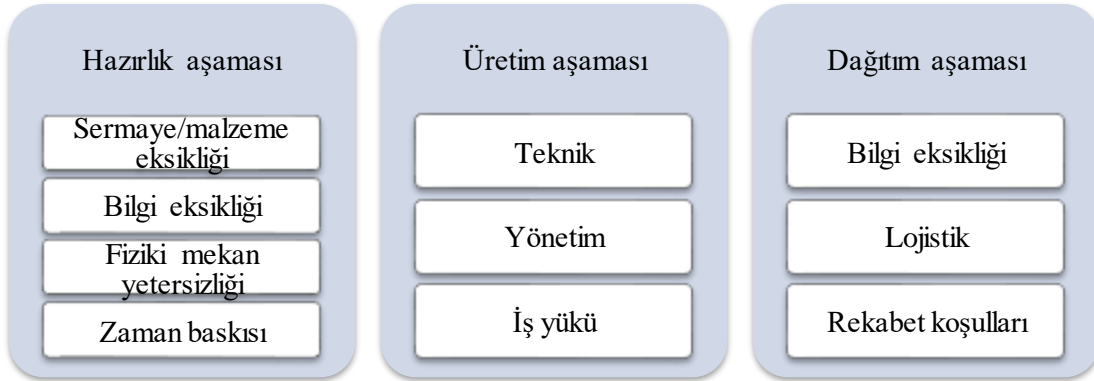 Hazırlık aşaması
Sermaye/malzeme
eksikliği
Bilgi eksikliği
Fiziki mekan
yetersizliği
Zaman baskısı
Üretim aşaması
Teknik
Yönetim
İş yükü
Dağıtım aşaması
Bilgi eksikliği
Lojistik
Rekabet koşulları